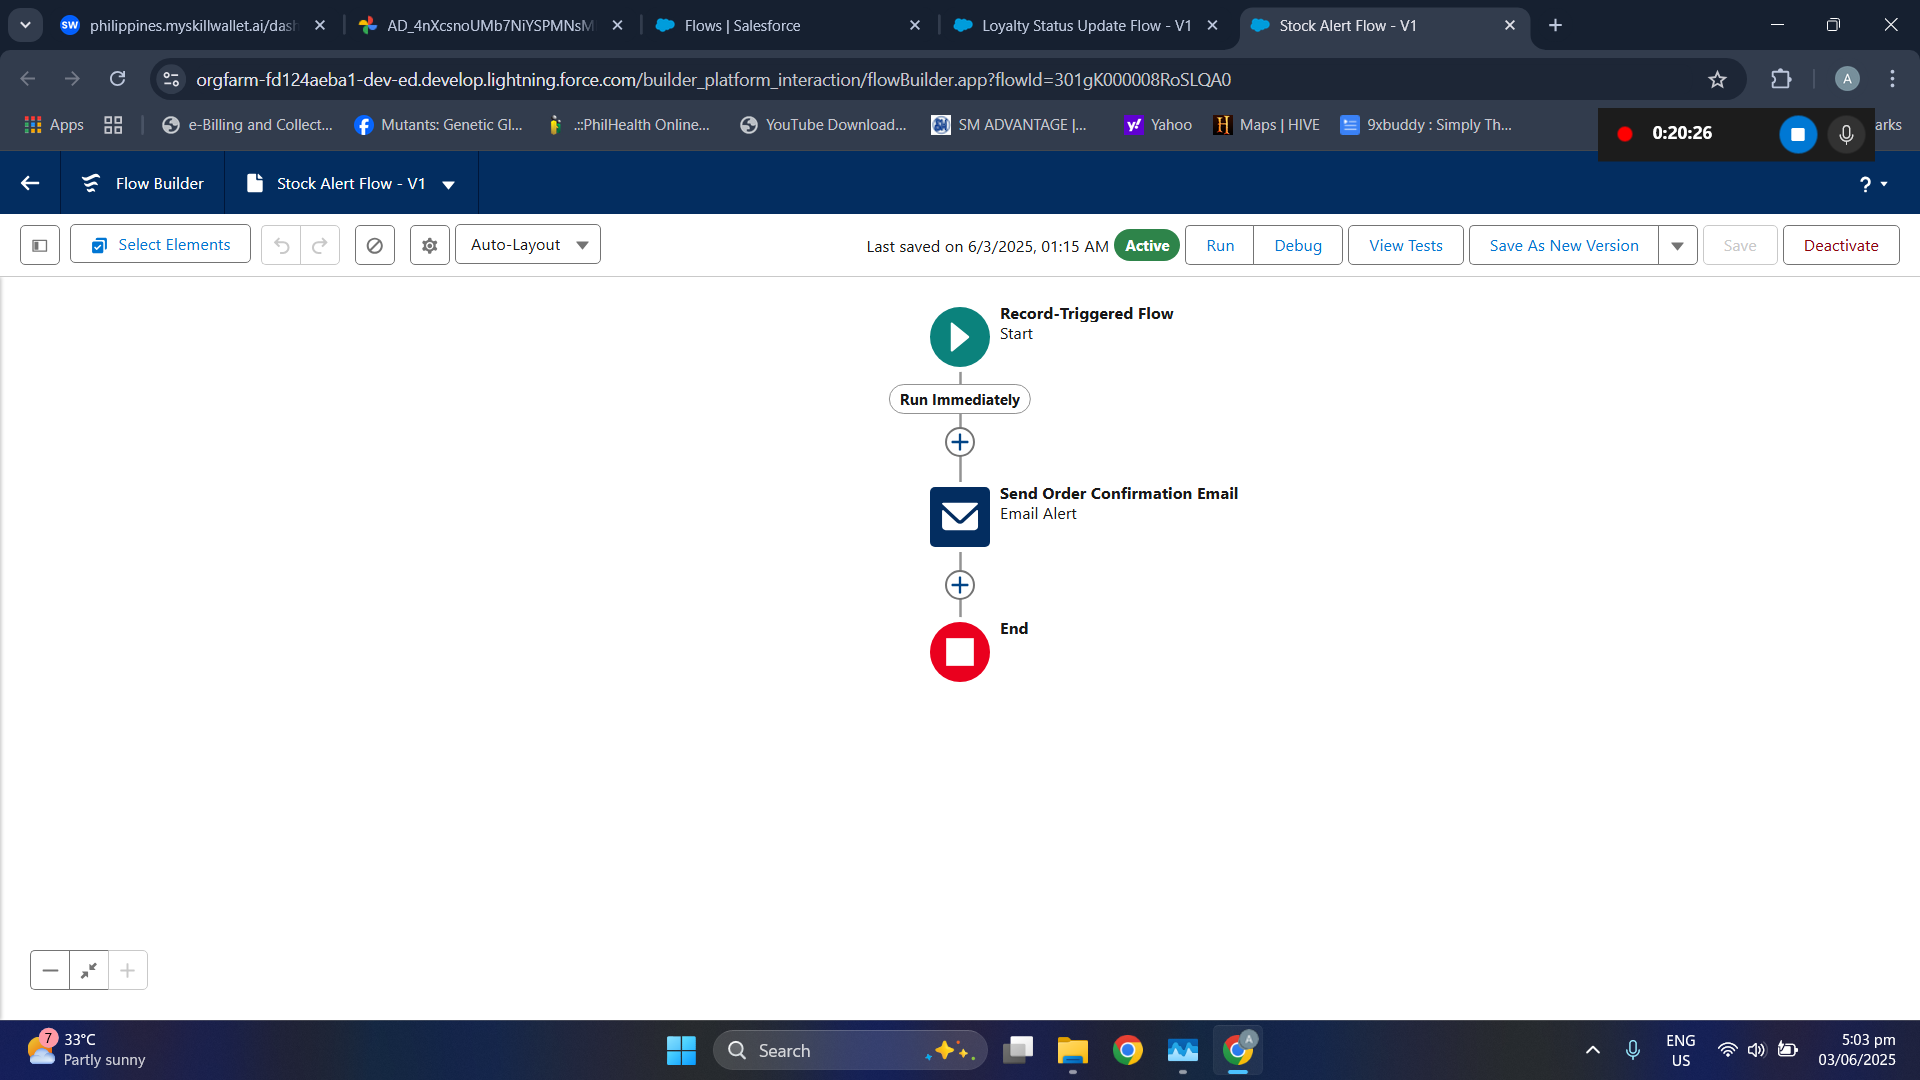 SW philippines.myskillwallet.ai/dash
AD_4nXcsnoUMb7NiYSPMNsM
Flows | Salesforce
Loyalty Status Update Flow - V1
Stock Alert Flow - V1
orgfarm-fd124aeba1-dev-ed.develop.lightning.force.com/builder_platform_interaction/flowBuilder.app?flowId=301gK000008RoSLQA0
A
Apps
e-Billing and Collect...
Mutants: Genetic Gl...
.::PhilHealth Online...
YouTube Download...
SM ADVANTAGE |...
Yahoo
Maps | HIVE
9xbuddy : Simply Th...
0:20:26
arks
Flow Builder
Stock Alert Flow - V1
?
Select Elements
Auto-Layout
Last saved on 6/3/2025, 01:15 AM
Active
Run
Debug
View Tests
Save As New Version
Save
Deactivate
Record-Triggered Flow
Start
Run Immediately
Send Order Confirmation Email
Email Alert
End
7
33°C
Partly sunny
Search
A
ENG
US
5:03 pm
03/06/2025